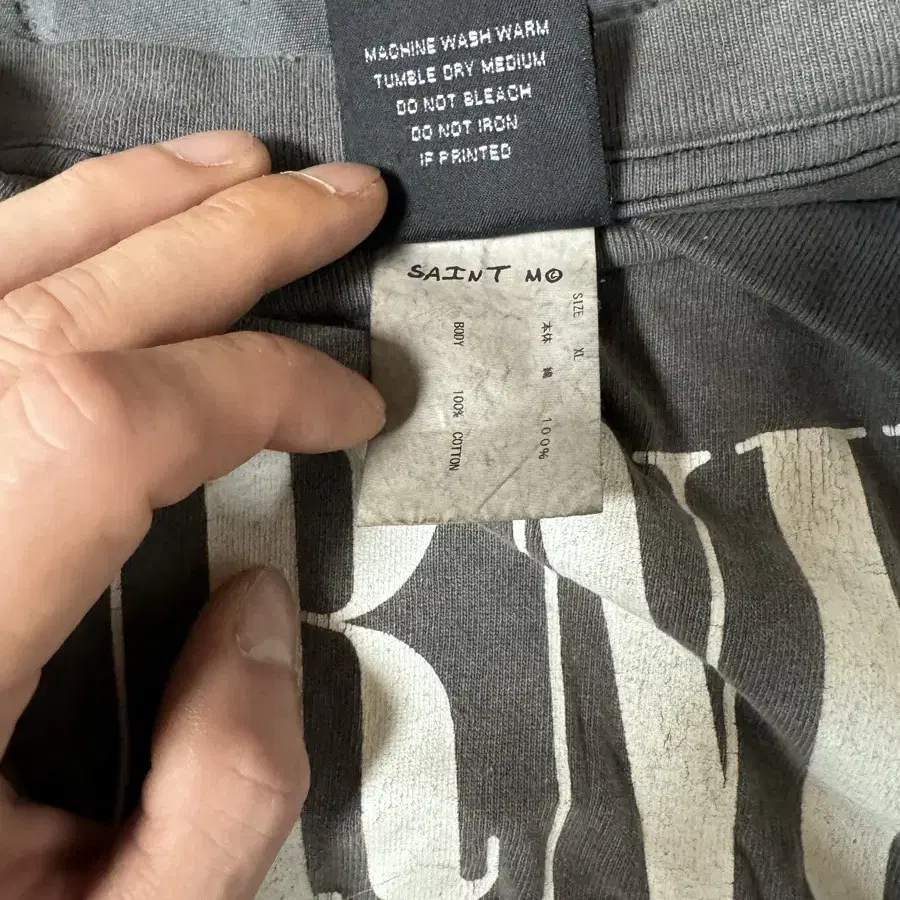 MACHINE WASH WARM
TUMBLE DRY MEDIUM
DO NOT BLEACH
DO NOT IRON
IF PRINTED
SAINT M©
SIZE XL
本体 綿 100%
BODY 100% COTTON